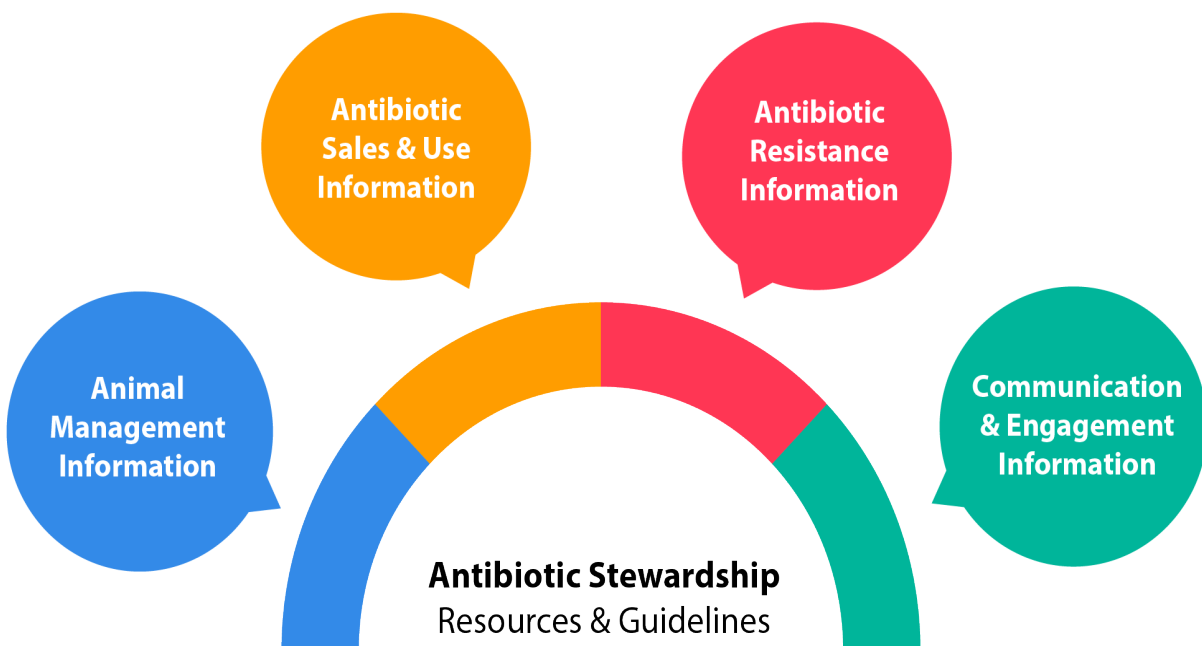 Antibiotic
Sales & Use
Information
Antibiotic
Resistance
Information
Animal
Management
Information
Communication
& Engagement
Information
Antibiotic Stewardship
Resources & Guidelines